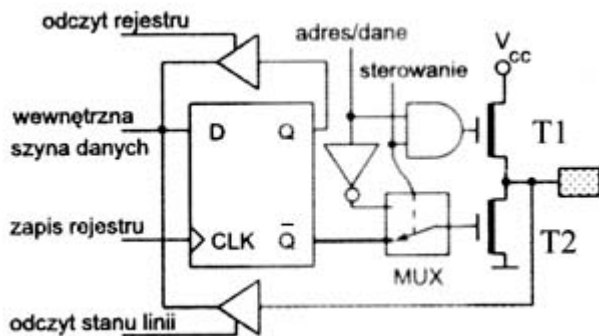 odczyt rejestru
adres/dane
sterowanie
V
CC
T1
wewnętrzna
szyna danych
D
Q
zapis rejestru
CLK
Q̅
T2
MUX
odczyt stanu linii